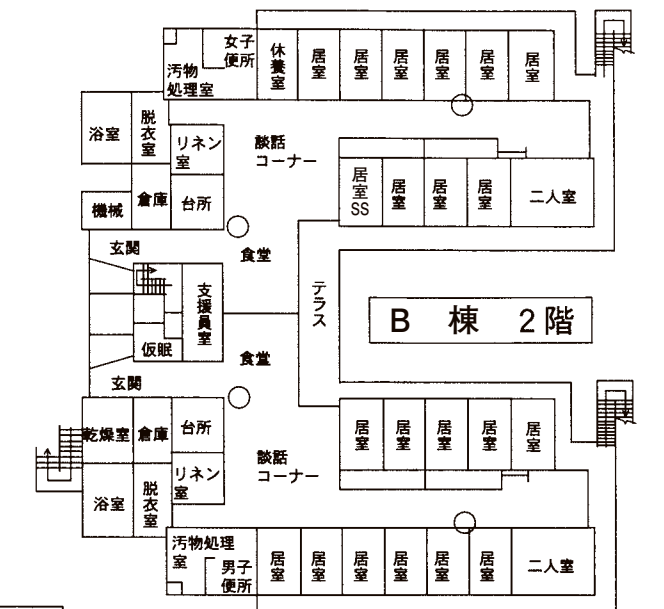 女子
便所
休養室
居室
居室
居室
居室
居室
居室
汚物
処理室
浴室
脱衣室
リネン
室
談話
コーナー
居室SS
居室
居室
居室
二人室
機械
倉庫
台所
玄関
食堂
支援員室
テラス
B 棟 2階
仮眠
食堂
玄関
乾燥室
倉庫
台所
居室
居室
居室
居室
居室
談話
コーナー
リネン
室
浴室
脱衣室
汚物処理
室
男子
便所
居室
居室
居室
居室
居室
居室
二人室